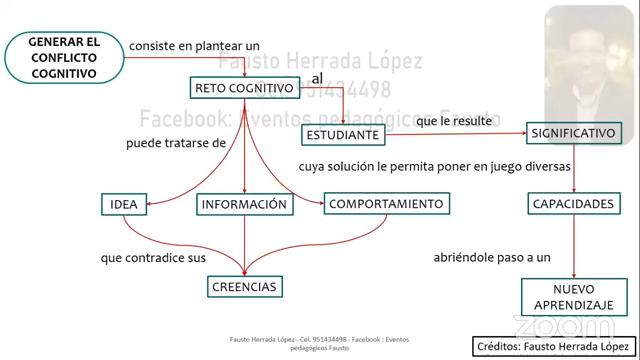 GENERAR EL
CONFLICTO
COGNITIVO
consiste en plantear un
Fausto Herrada López
RETO COGNITIVO
al
Cel. 951434498
Facebook: Eventos pedagógicos Fausto
ESTUDIANTE
que le resulte
SIGNIFICATIVO
puede tratarse de
cuya solución le permita poner en juego diversas
IDEA
INFORMACIÓN
COMPORTAMIENTO
CAPACIDADES
que contradice sus
abriéndole paso a un
CREENCIAS
NUEVO
APRENDIZAJE
zoom
Fausto Herrada López - Cel. 951434498 - Facebook : Eventos
pedagógicos Fausto
Créditos: Fausto Herrada López